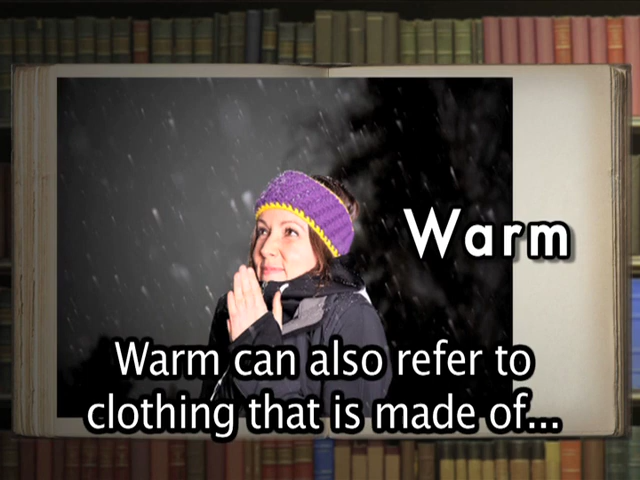 Warm
Warm can also refer to
clothing that is made of...